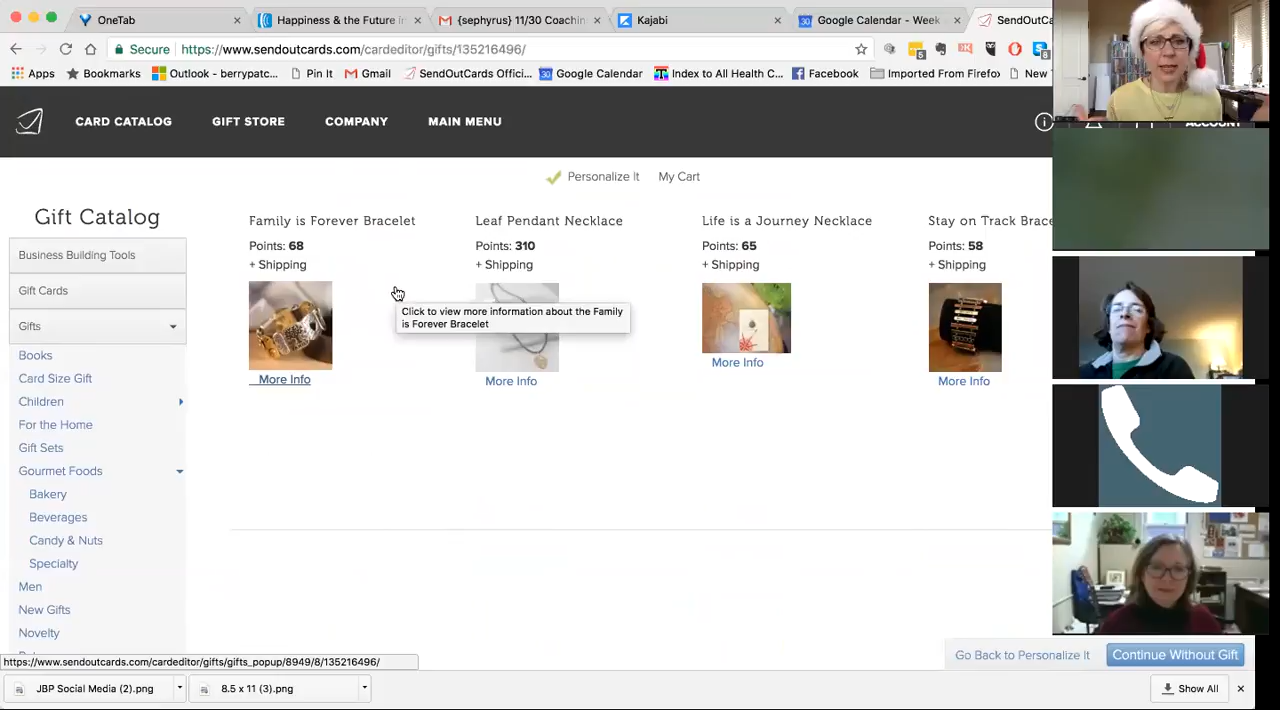 OneTab
Happiness & the Future i
{sephyrus} 11/30 Coachin
Kajabi
Google Calendar - Week
SendOutCa
Secure https://www.sendoutcards.com/cardeditor/gifts/135216496/
Apps Bookmarks Outlook - berrypatc... Pin It Gmail SendOutCards Offici... Google Calendar Index to All Health C... Facebook Imported From Firefox New
CARD CATALOG GIFT STORE COMPANY MAIN MENU
ACCOUNT
Personalize It My Cart
Gift Catalog
Business Building Tools
Gift Cards
Gifts
Books
Card Size Gift
Children
For the Home
Gift Sets
Gourmet Foods
Bakery
Beverages
Candy & Nuts
Specialty
Men
New Gifts
Novelty
Family is Forever Bracelet
Points: 68
+ Shipping
More Info
Click to view more information about the Family
is Forever Bracelet
Leaf Pendant Necklace
Points: 310
+ Shipping
More Info
Life is a Journey Necklace
Points: 65
+ Shipping
More Info
Stay on Track Brace
Points: 58
+ Shipping
More Info
https://www.sendoutcards.com/cardeditor/gifts/gifts_popup/8949/8/135216496/
Go Back to Personalize It Continue Without Gift
JBP Social Media (2).png 8.5 x 11 (3).png Show All